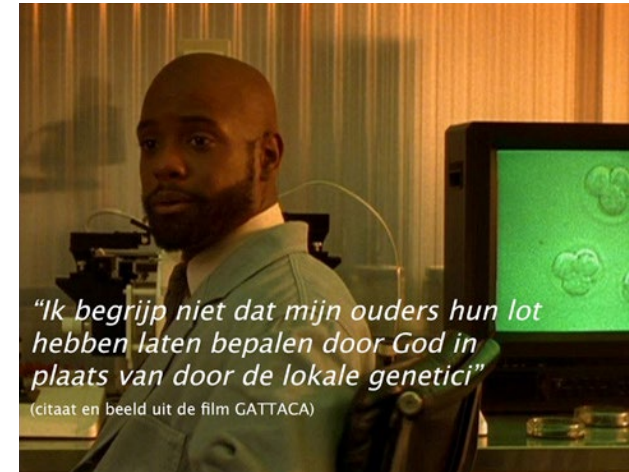 “Ik begrijp niet dat mijn ouders hun lot
hebben laten bepalen door God in
plaats van door de lokale genetici”
(citaat en beeld uit de film GATTACA)